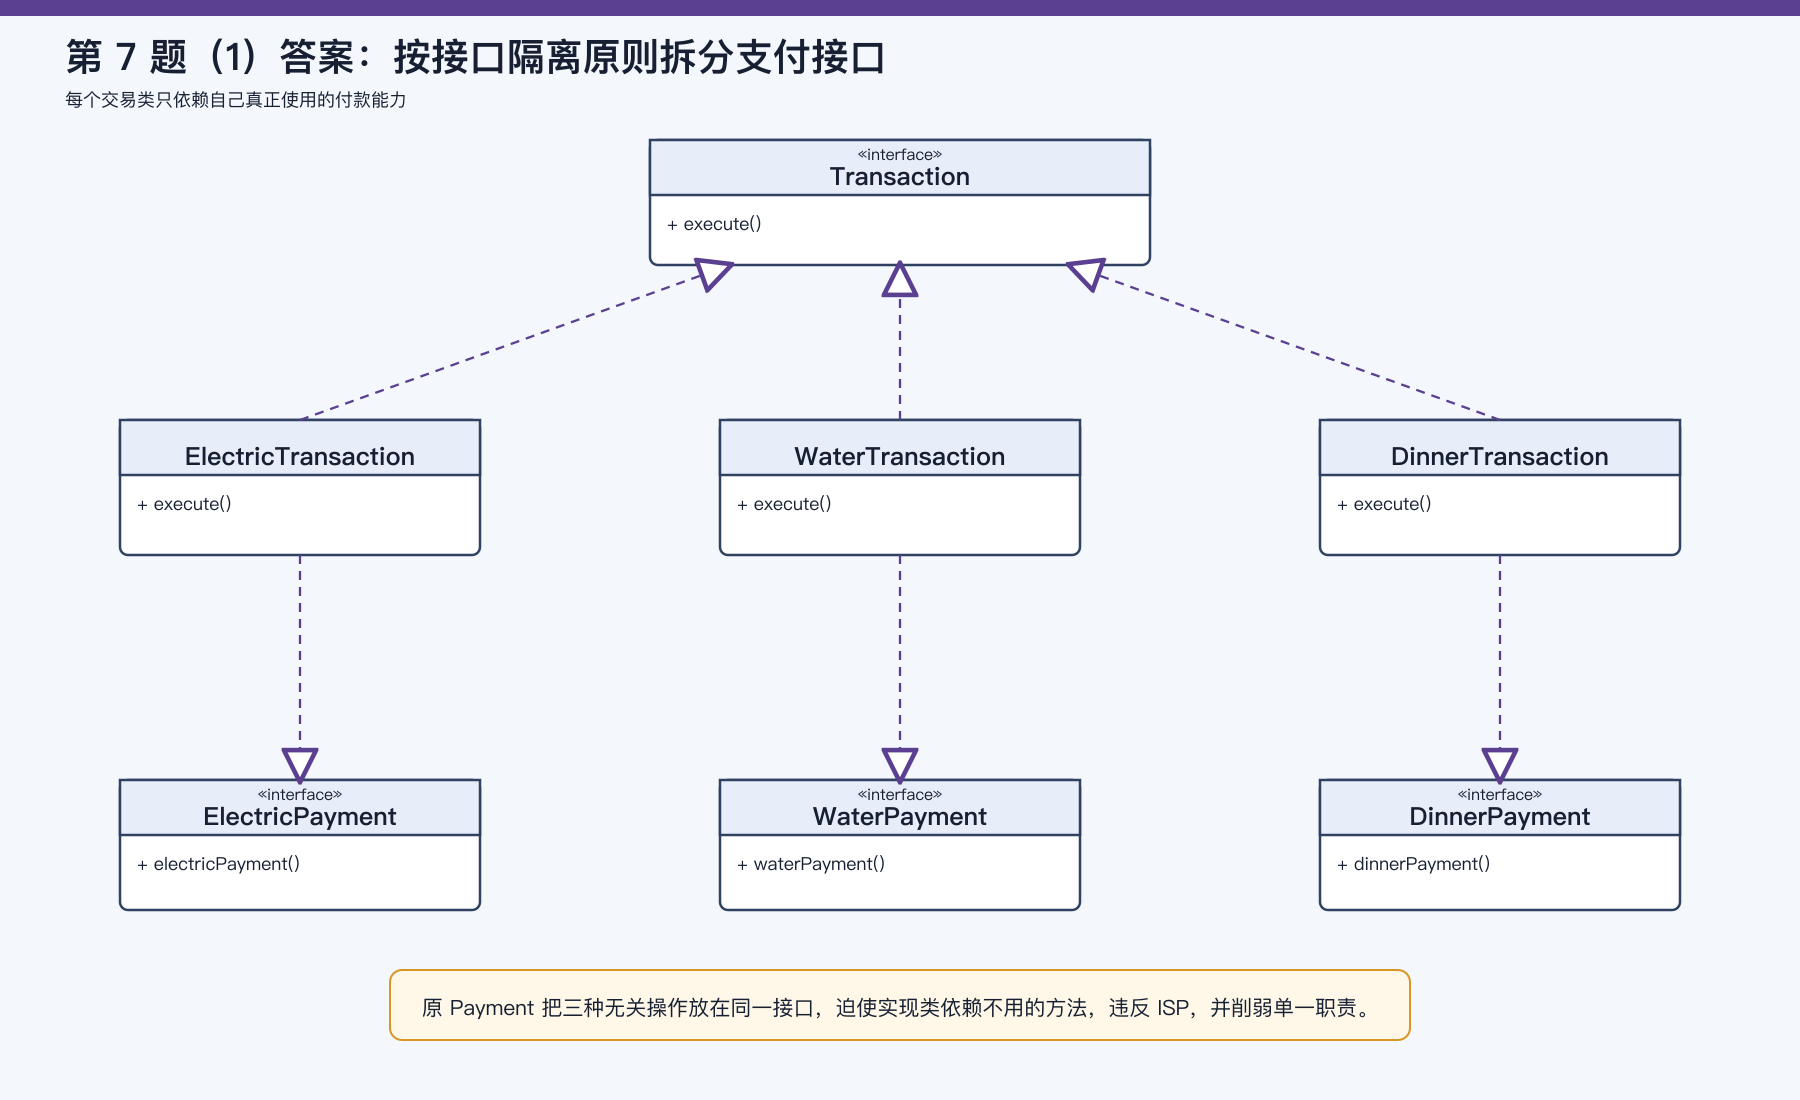 第 7 题（1）答案：按接口隔离原则拆分支付接口
每个交易类只依赖自己真正使用的付款能力
«interface»
Transaction
+ execute()
ElectricTransaction
+ execute()
WaterTransaction
+ execute()
DinnerTransaction
+ execute()
«interface»
ElectricPayment
+ electricPayment()
«interface»
WaterPayment
+ waterPayment()
«interface»
DinnerPayment
+ dinnerPayment()
原 Payment 把三种无关操作放在同一接口，迫使实现类依赖不用的方法，违反 ISP，并削弱单一职责。